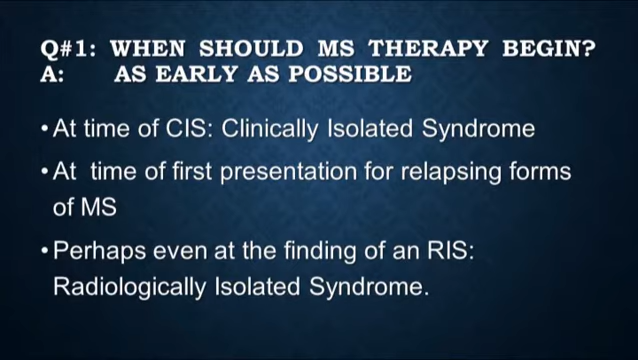 Q#1: WHEN SHOULD MS THERAPY BEGIN?
A: AS EARLY AS POSSIBLE
• At time of CIS: Clinically Isolated Syndrome
• At time of first presentation for relapsing forms
of MS
• Perhaps even at the finding of an RIS:
Radiologically Isolated Syndrome.